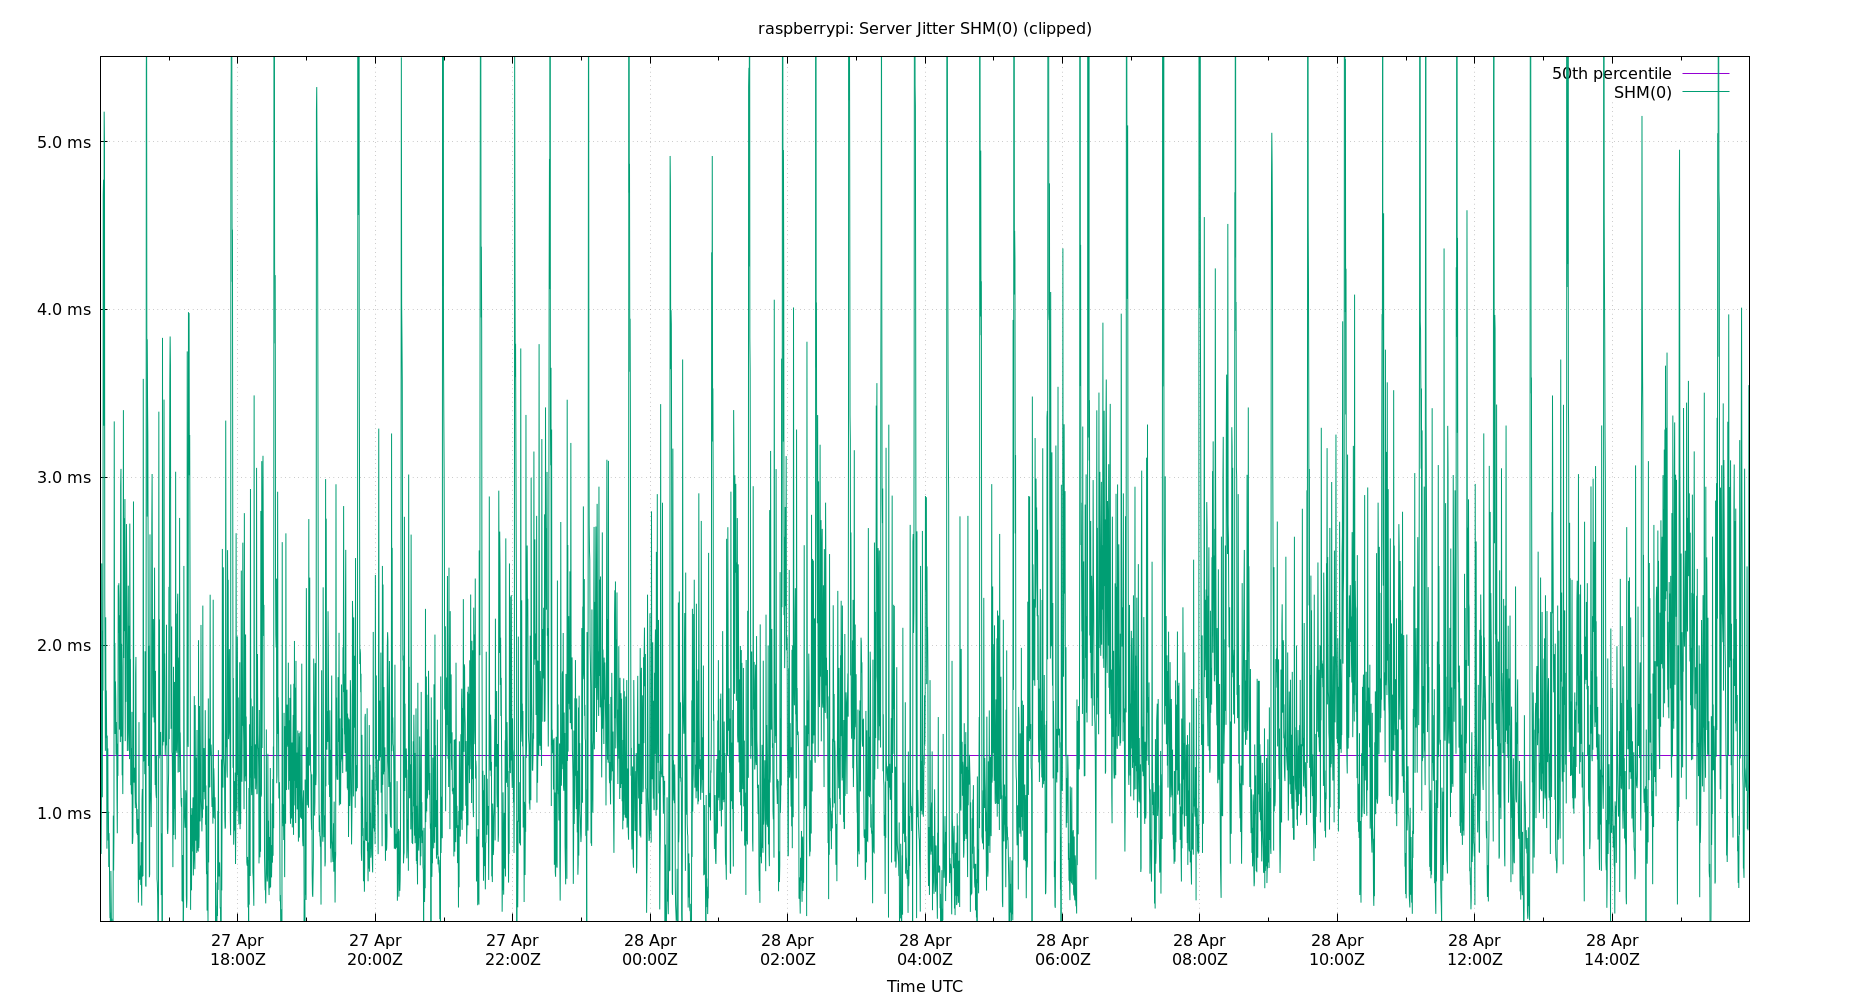 raspberrypi: Server Jitter SHM(0) (clipped)
50th percentile
SHM(0)
5.0 ms
4.0 ms
3.0 ms
2.0 ms
1.0 ms
27 Apr 27 Apr 27 Apr 28 Apr 28 Apr 28 Apr 28 Apr 28 Apr 28 Apr 28 Apr 28 Apr
18:00Z 20:00Z 22:00Z 00:00Z 02:00Z 04:00Z 06:00Z 08:00Z 10:00Z 12:00Z 14:00Z
Time UTC